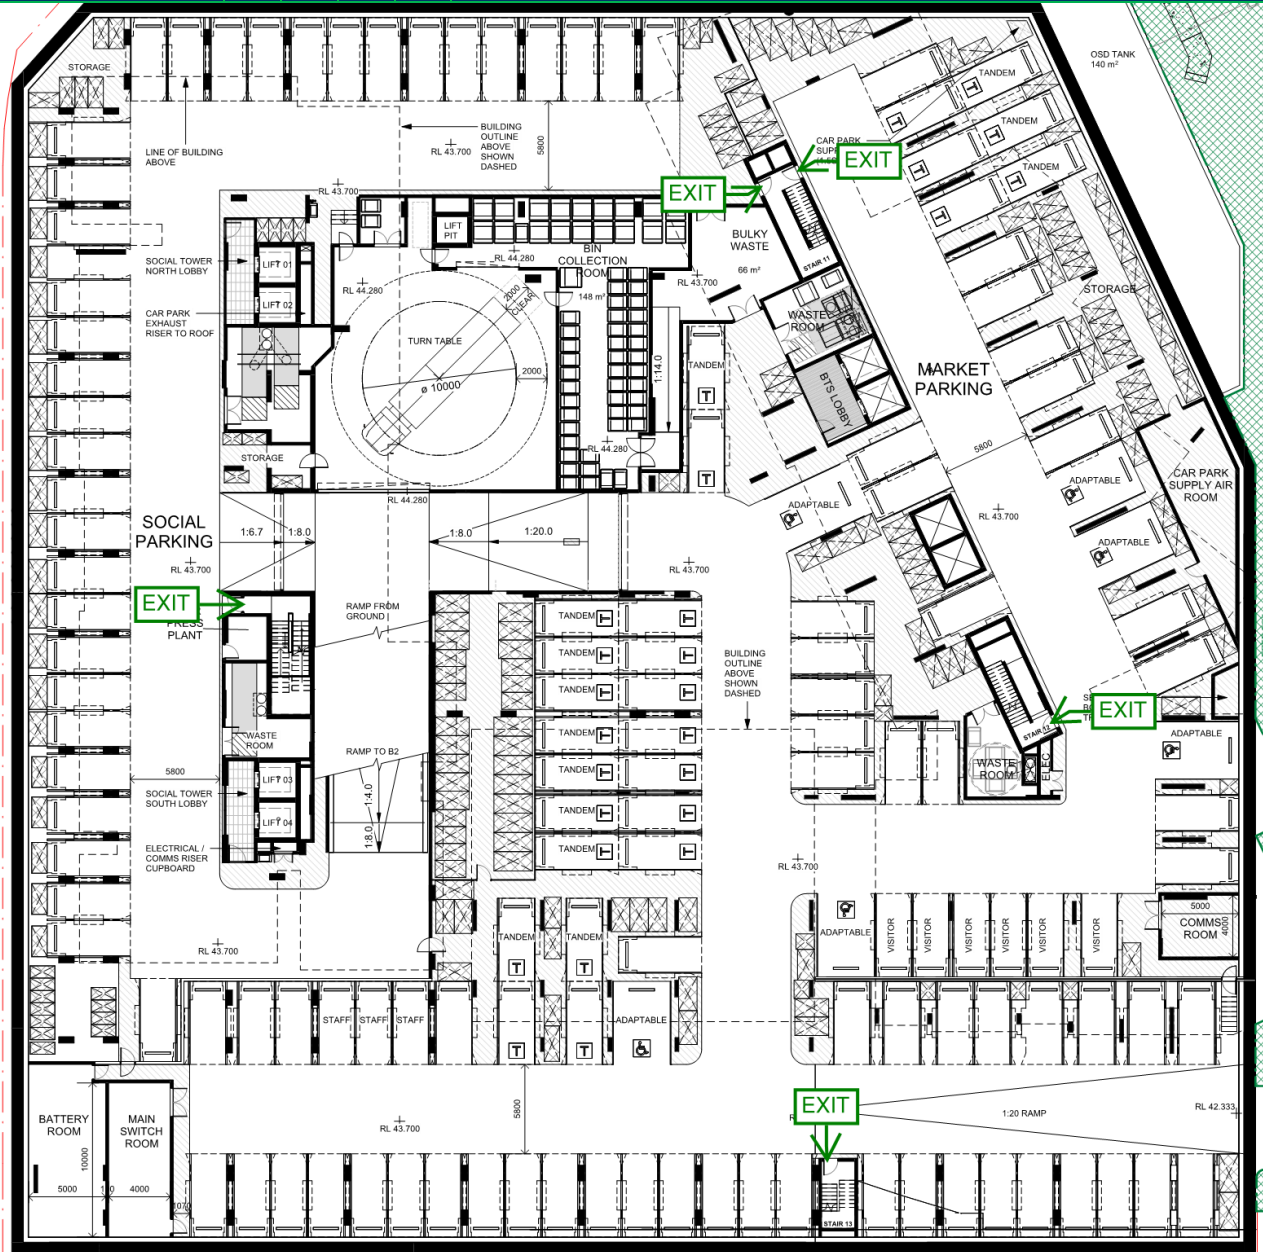 STORAGE
LINE OF BUILDING
ABOVE
RL 43.700
BUILDING
OUTLINE
ABOVE
SHOWN
DASHED
5800
RL 43.700
CAR PARK
EXIT
EXIT
TANDEM
TANDEM
TANDEM
T
T
T
T
OSD TANK
140 m²
SOCIAL TOWER
NORTH LOBBY
LIFT 01
LIFT 02
CAR PARK
EXHAUST
RISER TO ROOF
LIFT
PIT
RL 44.280
BIN
COLLECTION
ROOM
148 m²
RL 44.280
2000
CLEAR
TURN TABLE
ø 10000
2000
BULKY
WASTE
66 m²
RL 43.700
STAIR 11
WASTE
ROOM
BTS LOBBY
TANDEM
T
T
1:14.0
RL 44.280
STORAGE
MARKET
PARKING
5800
STORAGE
RL 44.280
SOCIAL
PARKING
1:6.7
1:8.0
1:8.0
1:20.0
RL 43.700
RL 43.700
ADAPTABLE
RL 43.700
ADAPTABLE
ADAPTABLE
CAR PARK
SUPPLY AIR
ROOM
EXIT
PRESS
PLANT
RAMP FROM
GROUND
TANDEM T T
TANDEM T T
TANDEM T T
TANDEM T T
TANDEM T T
TANDEM T T
TANDEM T T
BUILDING
OUTLINE
ABOVE
SHOWN
DASHED
EXIT
STAIR 12
WASTE
ROOM
ELEC
ADAPTABLE
WASTE
ROOM
RAMP TO B2
1:4.0
1:8.0
5800
SOCIAL TOWER
SOUTH LOBBY
LIFT 03
LIFT 04
ELECTRICAL /
COMMS RISER
CUPBOARD
RL 43.700
RL 43.700
TANDEM
TANDEM
T
T
T
T
STAFF
STAFF
STAFF
ADAPTABLE
ADAPTABLE
VISITOR
VISITOR
VISITOR
VISITOR
VISITOR
5000
4000
COMMS
ROOM
BATTERY
ROOM
MAIN
SWITCH
ROOM
10000
5000
4000
RL 43.700
5800
EXIT
1:20 RAMP
RL 42.333
STAIR 13